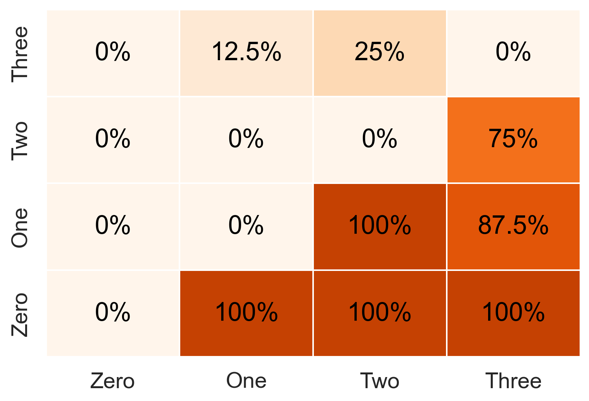 Three 0% 12.5% 25% 0%
Two 0% 0% 0% 75%
One 0% 0% 100% 87.5%
Zero 0% 100% 100% 100%
Zero One Two Three